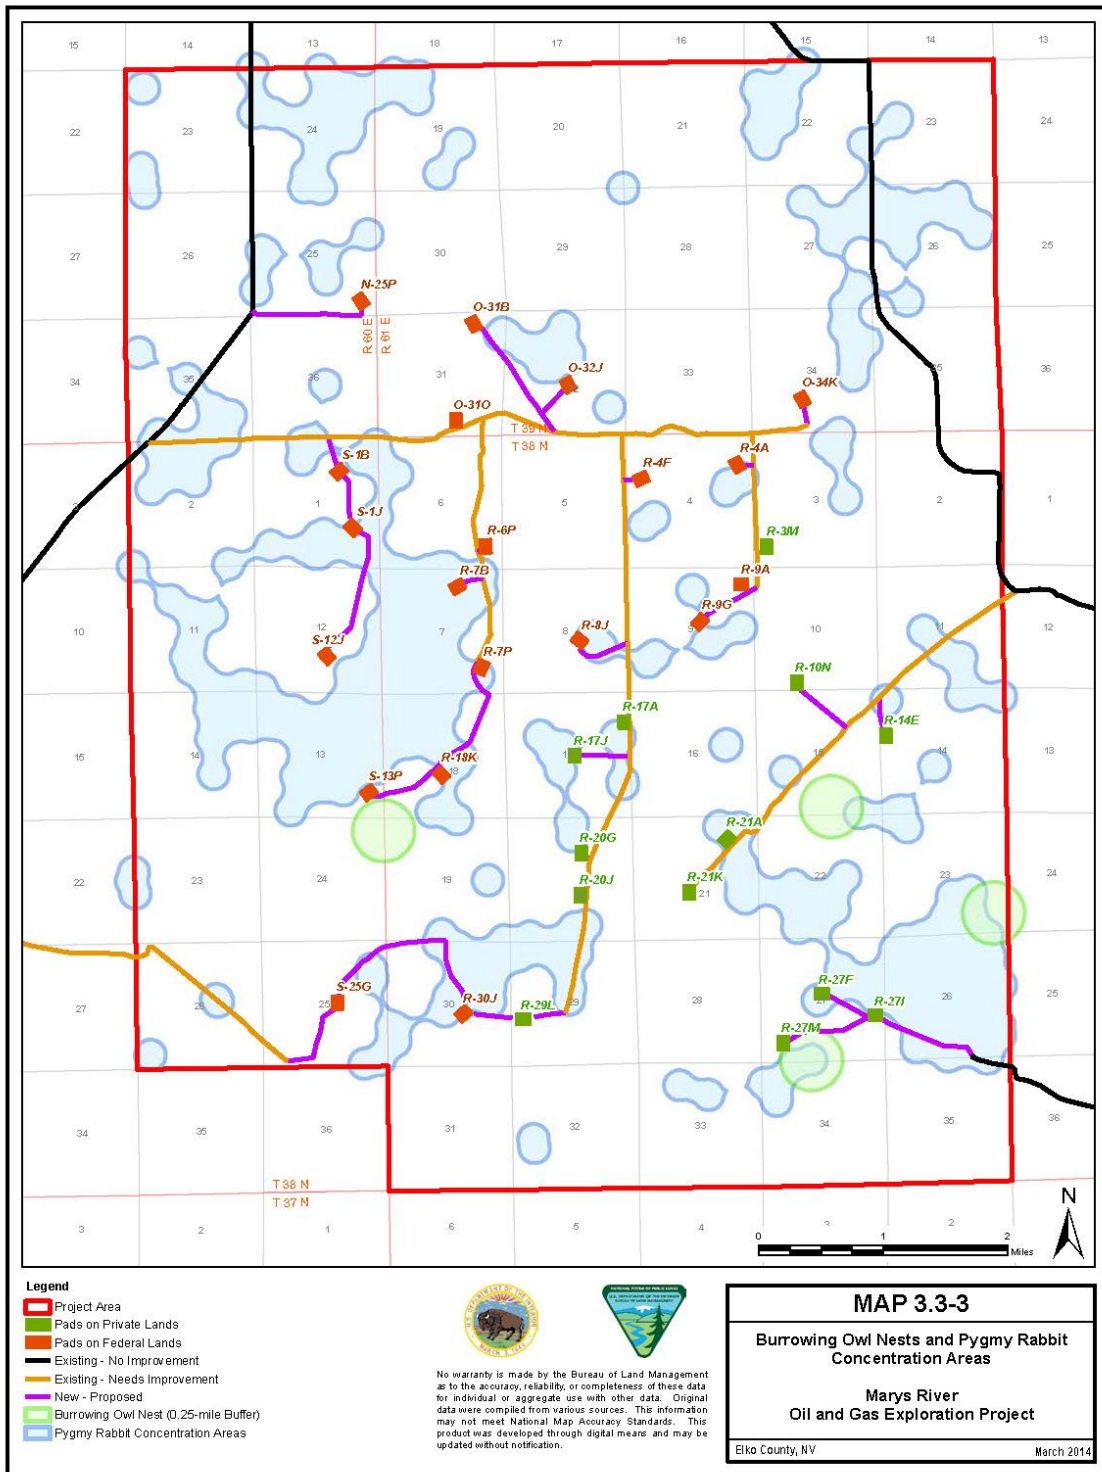 15 14 13 18 17 16 15 14 13
22 23 24 19 20 21 22 23 24
27 26 25 30 29 28 27 26 25
N-25P
O-31B
R 60 E R 61 E
O-32J
34 35 36 31 33 34 35 36
O-34K
O-31O
T 39 N
T 38 N
S-1B R-4F R-4A
3 1 6 5 4 3 2 1
S-1J
R-6P R-3M
R-7B R-9A
R-9G
10 11 12 7 8 9 10 11 12
S-12J R-7P R-8J
R-10N
R-17A R-14E
R-17J
15 14 13 18 16 15 14 13
S-13P R-18K
R-20G R-21A
R-20J R-21K
22 23 24 19 21 22 23 24
R-27F
S-25G R-30J R-29L R-27I
27 26 25 30 29 28 27 26 25
R-27M
34 35 36 31 32 33 34 35 36
T 38 N
T 37 N
3 2 1 6 5 4 3 2
N
0 1 2
Miles
Legend
Project Area
Pads on Private Lands
Pads on Federal Lands
Existing - No Improvement
Existing - Needs Improvement
New - Proposed
Burrowing Owl Nest (0.25-mile Buffer)
Pygmy Rabbit Concentration Areas
No warranty is made by the Bureau of Land Management
as to the accuracy, reliability, or completeness of these data
for individual or aggregate use with other data. Original
data were compiled from various sources. This information
may not meet National Map Accuracy Standards. This
product was developed through digital means and may be
updated without notification.
MAP 3.3-3
Burrowing Owl Nests and Pygmy Rabbit
Concentration Areas
Marys River
Oil and Gas Exploration Project
Elko County, NV March 2014